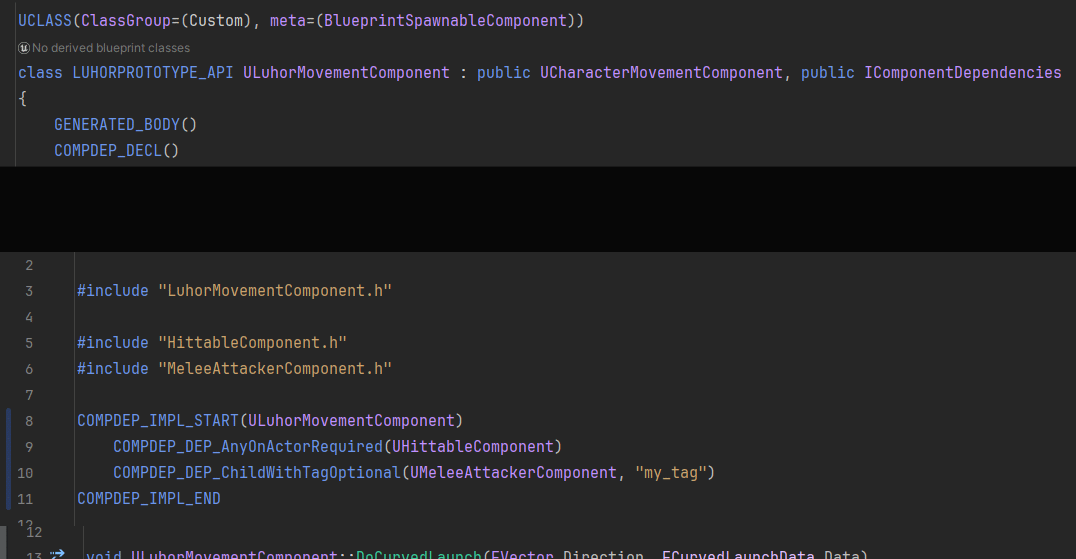 UCLASS(ClassGroup=(Custom), meta=(BlueprintSpawnableComponent))
No derived blueprint classes
class LUHORPROTOTYPE_API ULuhorMovementComponent : public UCharacterMovementComponent, public IComponentDependencies
{
GENERATED_BODY()
COMPDEP_DECL()
2
3 #include "LuhorMovementComponent.h"
4
5 #include "HittableComponent.h"
6 #include "MeleeAttackerComponent.h"
7
8 COMPDEP_IMPL_START(ULuhorMovementComponent)
9 COMPDEP_DEP_AnyOnActorRequired(UHittableComponent)
10 COMPDEP_DEP_ChildWithTagOptional(UMeleeAttackerComponent, "my_tag")
11 COMPDEP_IMPL_END
12
12
13 void ULuhorMovementComponent::DoCurvedLaunch(FVector Direction, FCurvedLaunchData Data)